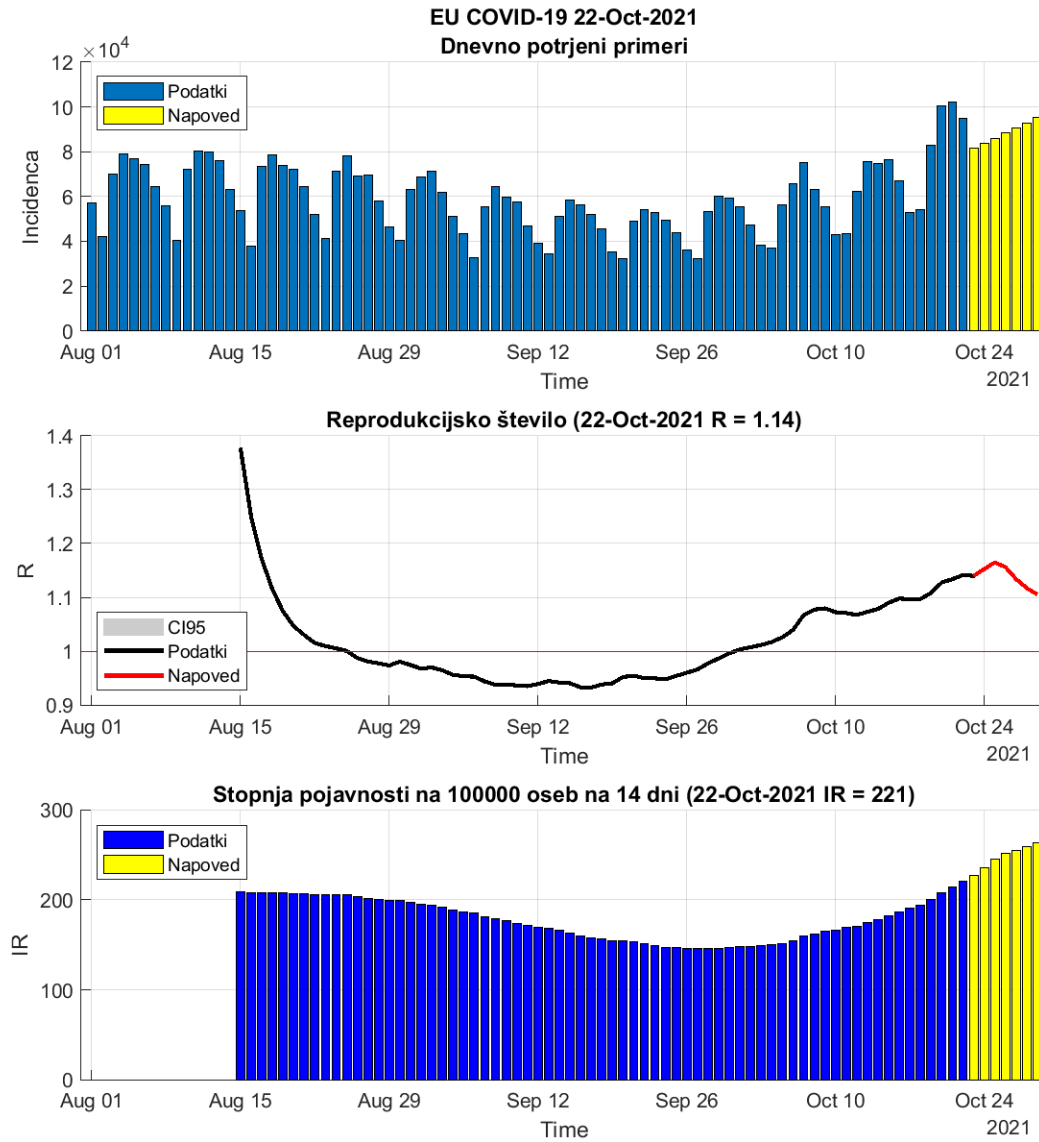 EU COVID-19 22-Oct-2021
Dnevno potrjeni primeri
×10⁴
12
10
8
6
4
2
0
Incidenca
Podatki
Napoved
Aug 01 Aug 15 Aug 29 Sep 12 Sep 26 Oct 10 Oct 24
Time
2021
Reprodukcijsko število (22-Oct-2021 R = 1.14)
1.4
1.3
1.2
1.1
1
0.9
R
CI95
Podatki
Napoved
Aug 01 Aug 15 Aug 29 Sep 12 Sep 26 Oct 10 Oct 24
Time
2021
Stopnja pojavnosti na 100000 oseb na 14 dni (22-Oct-2021 IR = 221)
300
200
100
0
IR
Podatki
Napoved
Aug 01 Aug 15 Aug 29 Sep 12 Sep 26 Oct 10 Oct 24
Time
2021